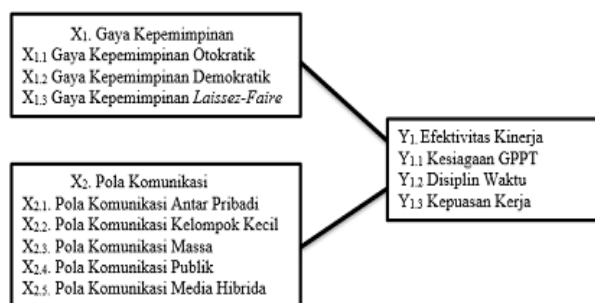 X1. Gaya Kepemimpinan
X1.1 Gaya Kepemimpinan Otokratik
X1.2 Gaya Kepemimpinan Demokratik
X1.3 Gaya Kepemimpinan Laissez-Faire
X2. Pola Komunikasi
X2.1. Pola Komunikasi Antar Pribadi
X2.2. Pola Komunikasi Kelompok Kecil
X2.3. Pola Komunikasi Massa
X2.4. Pola Komunikasi Publik
X2.5. Pola Komunikasi Media Hibrida
Y1. Efektivitas Kinerja
Y1.1 Kesiagaan GPPT
Y1.2 Disiplin Waktu
Y1.3 Kepuasan Kerja